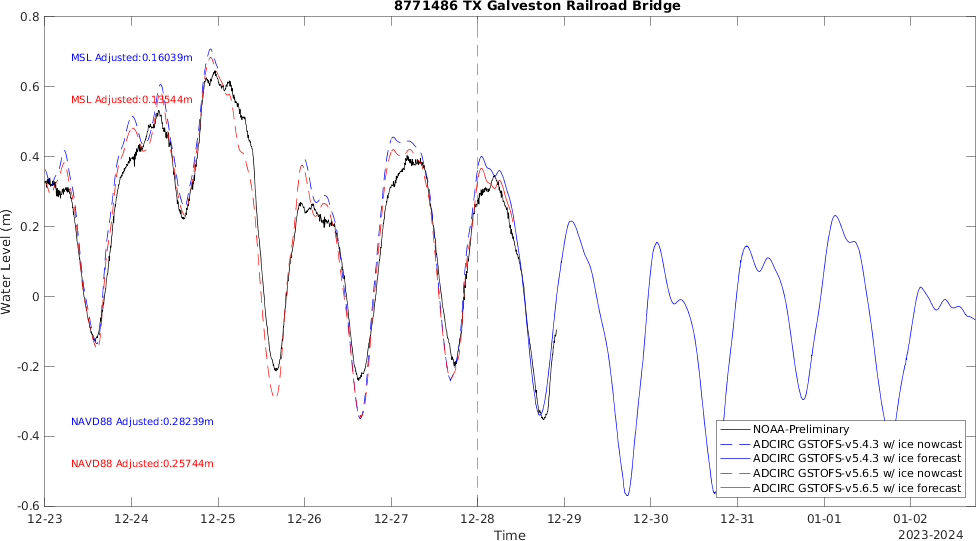 8771486 TX Galveston Railroad Bridge
0.8
0.6
0.4
0.2
0
-0.2
-0.4
-0.6
Water Level (m)
MSL Adjusted:0.16039m
MSL Adjusted:0.13544m
NAVD88 Adjusted:0.28239m
NAVD88 Adjusted:0.25744m
NOAA-Preliminary
ADCIRC GSTOFS-v5.4.3 w/ ice nowcast
ADCIRC GSTOFS-v5.4.3 w/ ice forecast
ADCIRC GSTOFS-v5.6.5 w/ ice nowcast
ADCIRC GSTOFS-v5.6.5 w/ ice forecast
12-23 12-24 12-25 12-26 12-27 12-28 12-29 12-30 12-31 01-01 01-02
Time
2023-2024